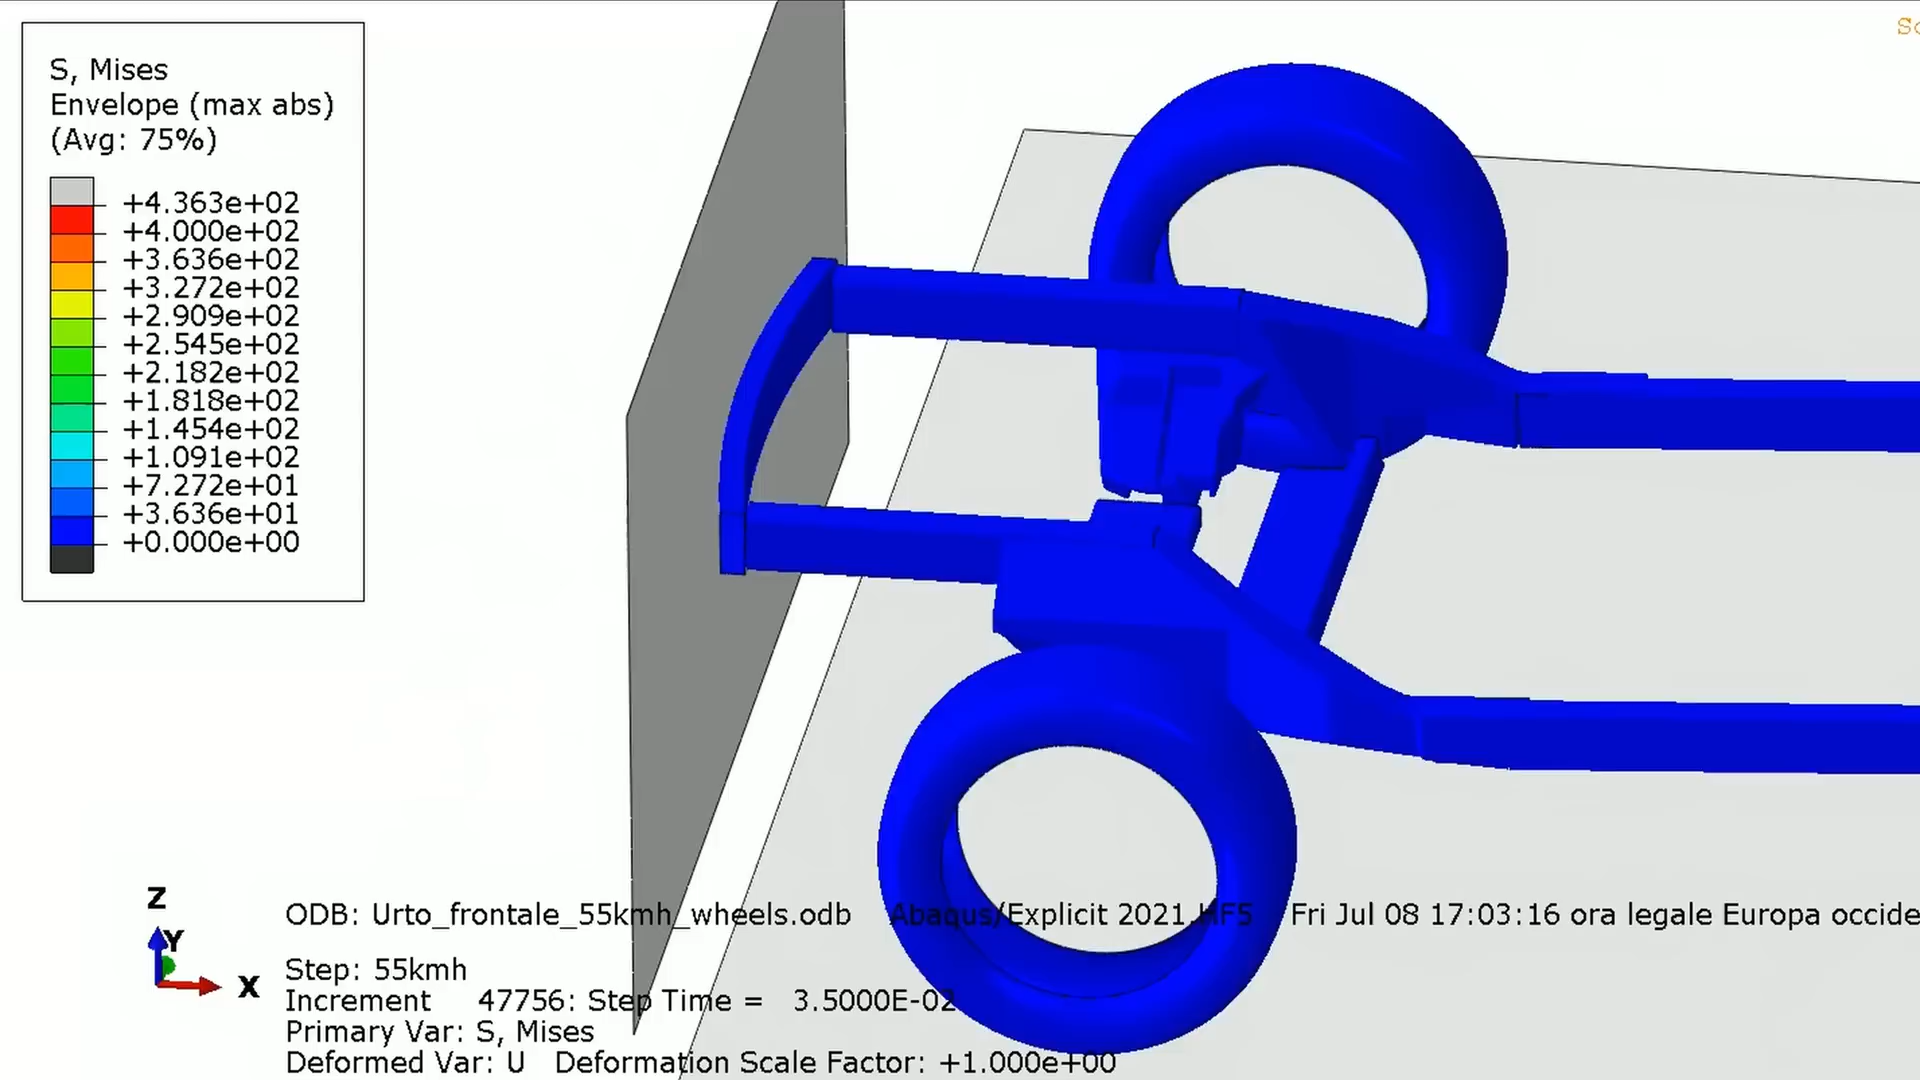 S, Mises
Envelope (max abs)
(Avg: 75%)
+4.363e+02
+4.000e+02
+3.636e+02
+3.272e+02
+2.909e+02
+2.545e+02
+2.182e+02
+1.818e+02
+1.454e+02
+1.091e+02
+7.272e+01
+3.636e+01
+0.000e+00
Z
Y
X
ODB: Urto_frontale_55kmh_wheels.odb Abaqus/Explicit 2021.HF5 Fri Jul 08 17:03:16 ora legale Europa occide
Step: 55kmh
Increment 47756: Step Time = 3.5000E-02
Primary Var: S, Mises
Deformed Var: U Deformation Scale Factor: +1.000e+00